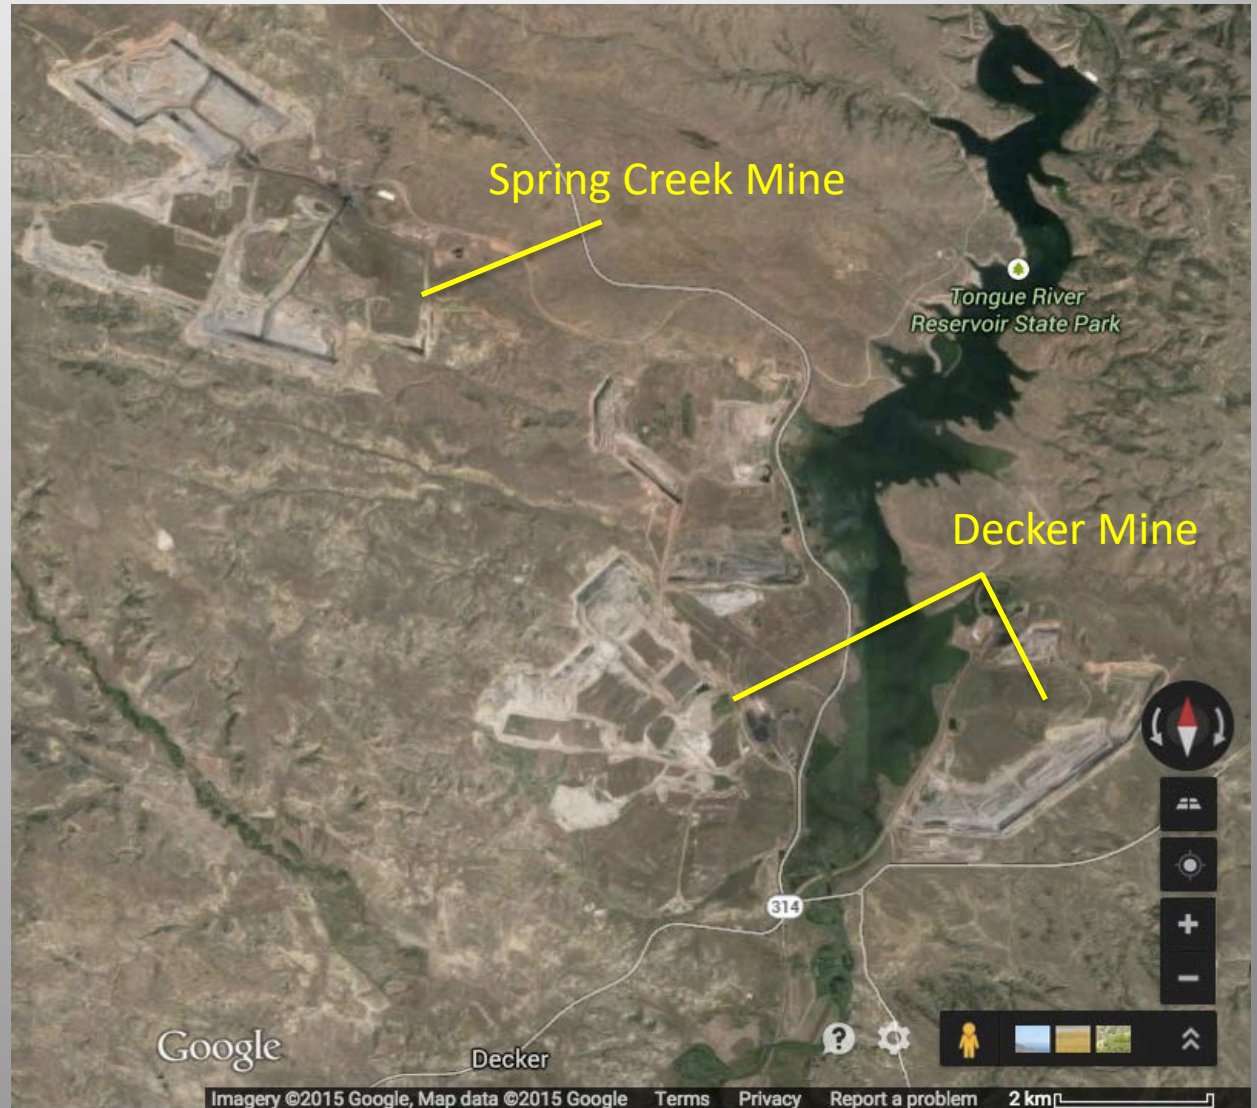 Spring Creek Mine
Tongue River
Reservoir State Park
Decker Mine
314
Google
Decker
Imagery ©2015 Google, Map data ©2015 Google Terms Privacy Report a problem 2 km